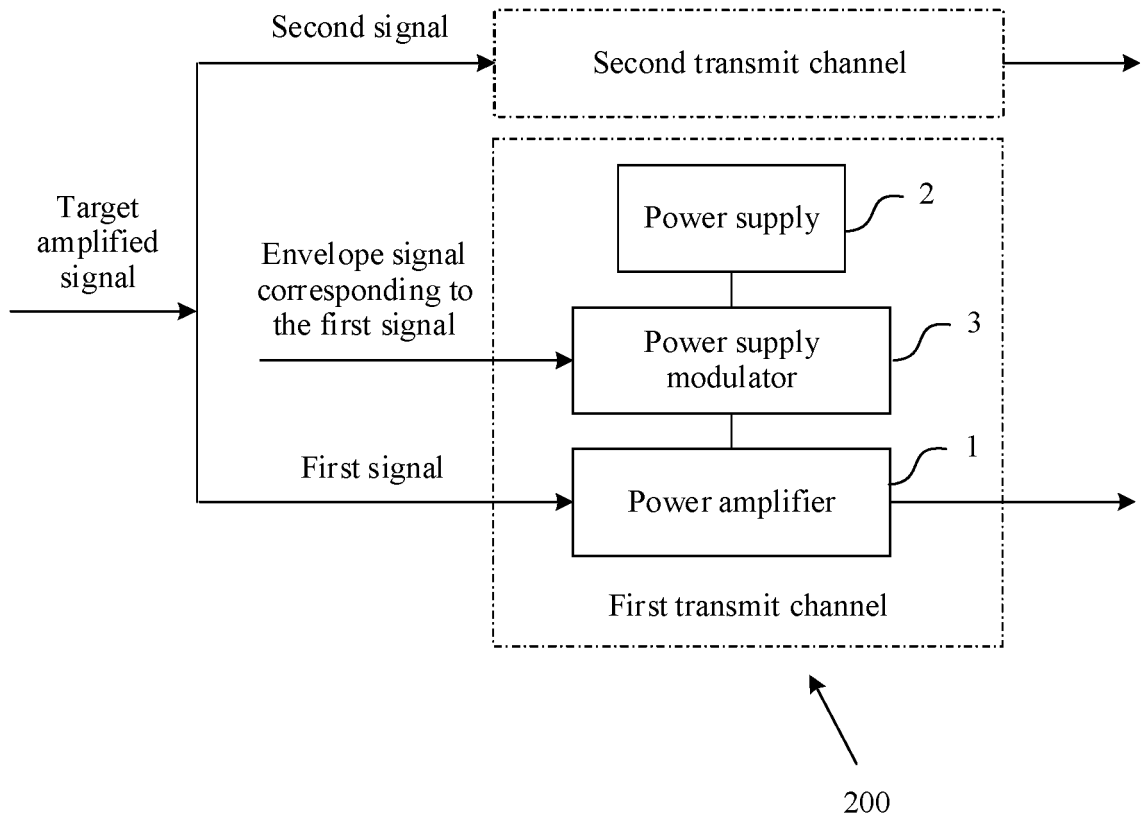 Second signal
Second transmit channel
Target
amplified
signal
Envelope signal
corresponding to
the first signal
Power supply
2
Power supply
modulator
3
First signal
Power amplifier
1
First transmit channel
200